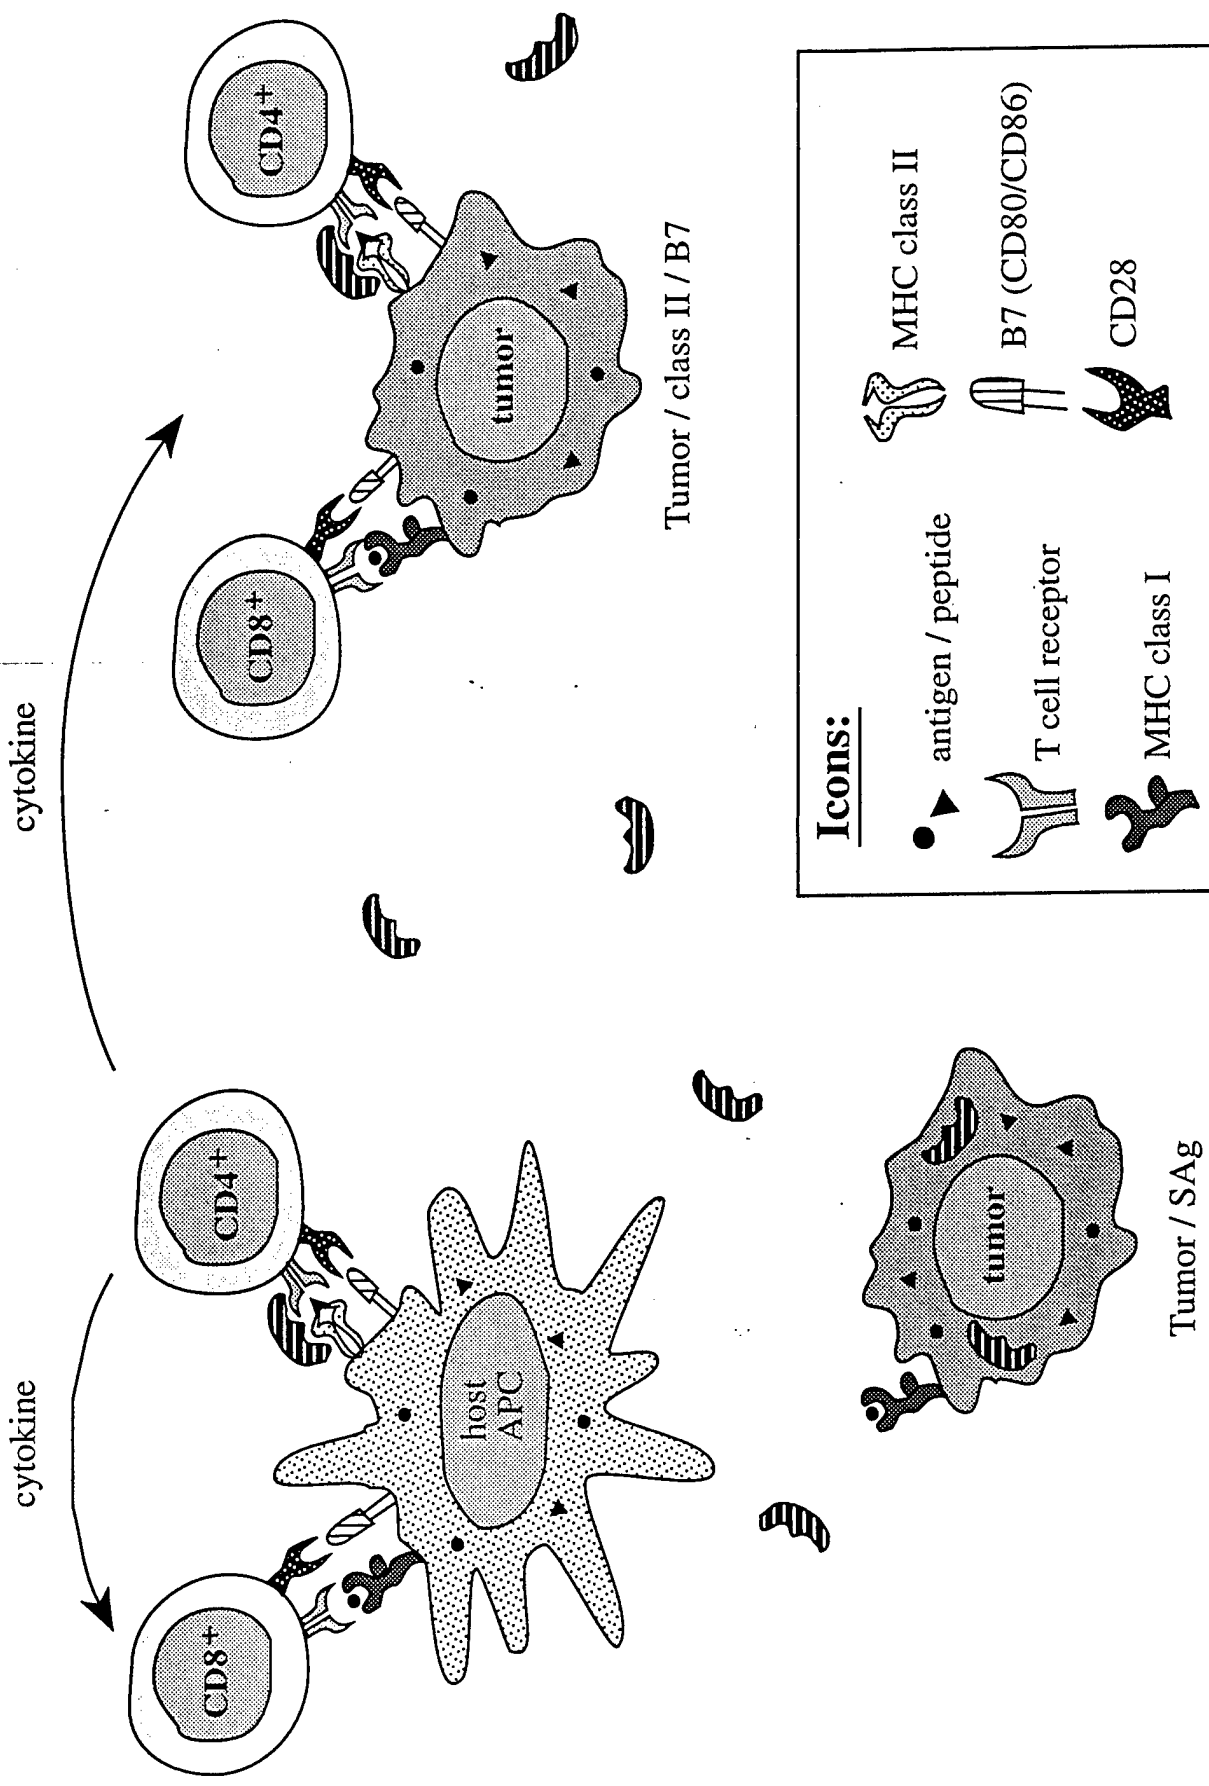 cytokine
cytokine
CD8+
CD4+
CD8+
CD4+
host
APC
tumor
Tumor / class II / B7
tumor
Tumor / SAg
Icons:
antigen / peptide
T cell receptor
MHC class I
MHC class II
B7 (CD80/CD86)
CD28